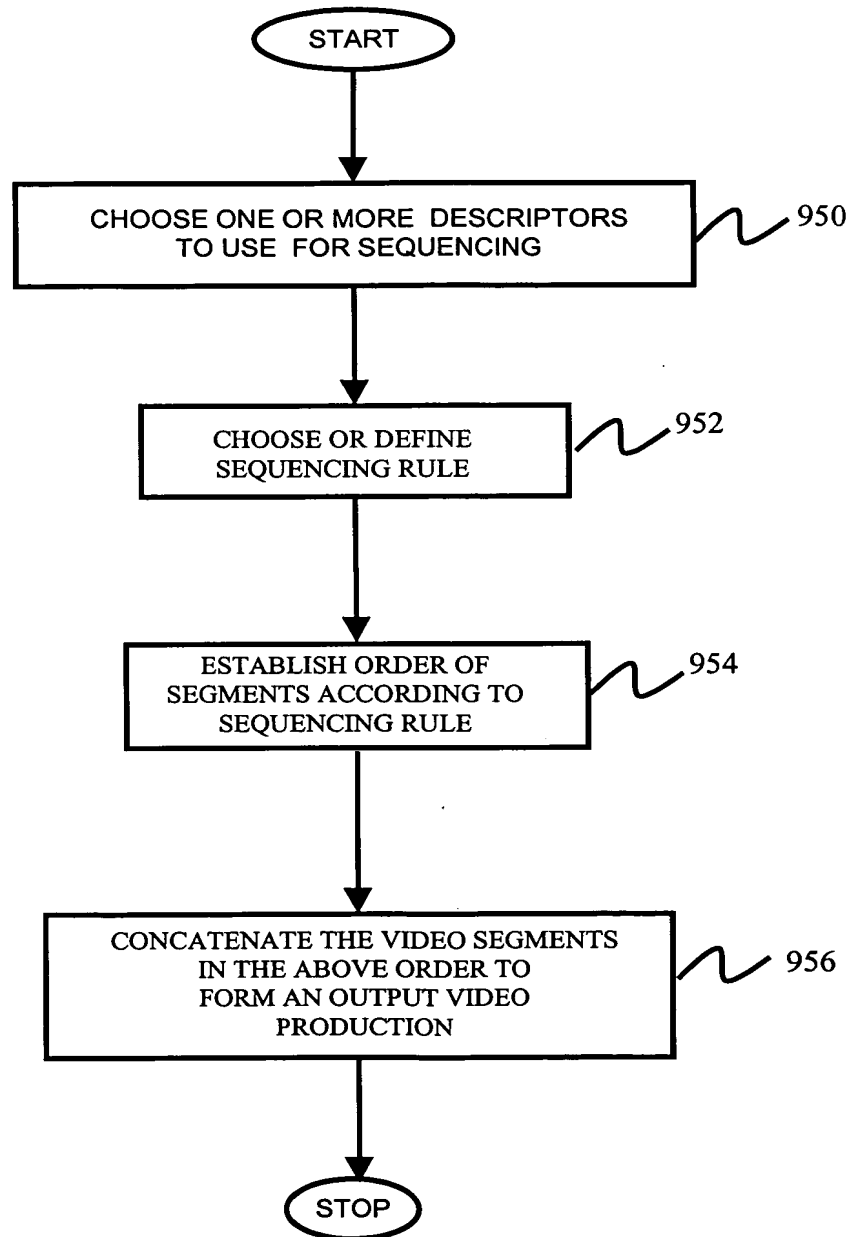 START
CHOOSE ONE OR MORE DESCRIPTORS
TO USE FOR SEQUENCING
950
CHOOSE OR DEFINE
SEQUENCING RULE
952
ESTABLISH ORDER OF
SEGMENTS ACCORDING TO
SEQUENCING RULE
954
CONCATENATE THE VIDEO SEGMENTS
IN THE ABOVE ORDER TO
FORM AN OUTPUT VIDEO
PRODUCTION
956
STOP